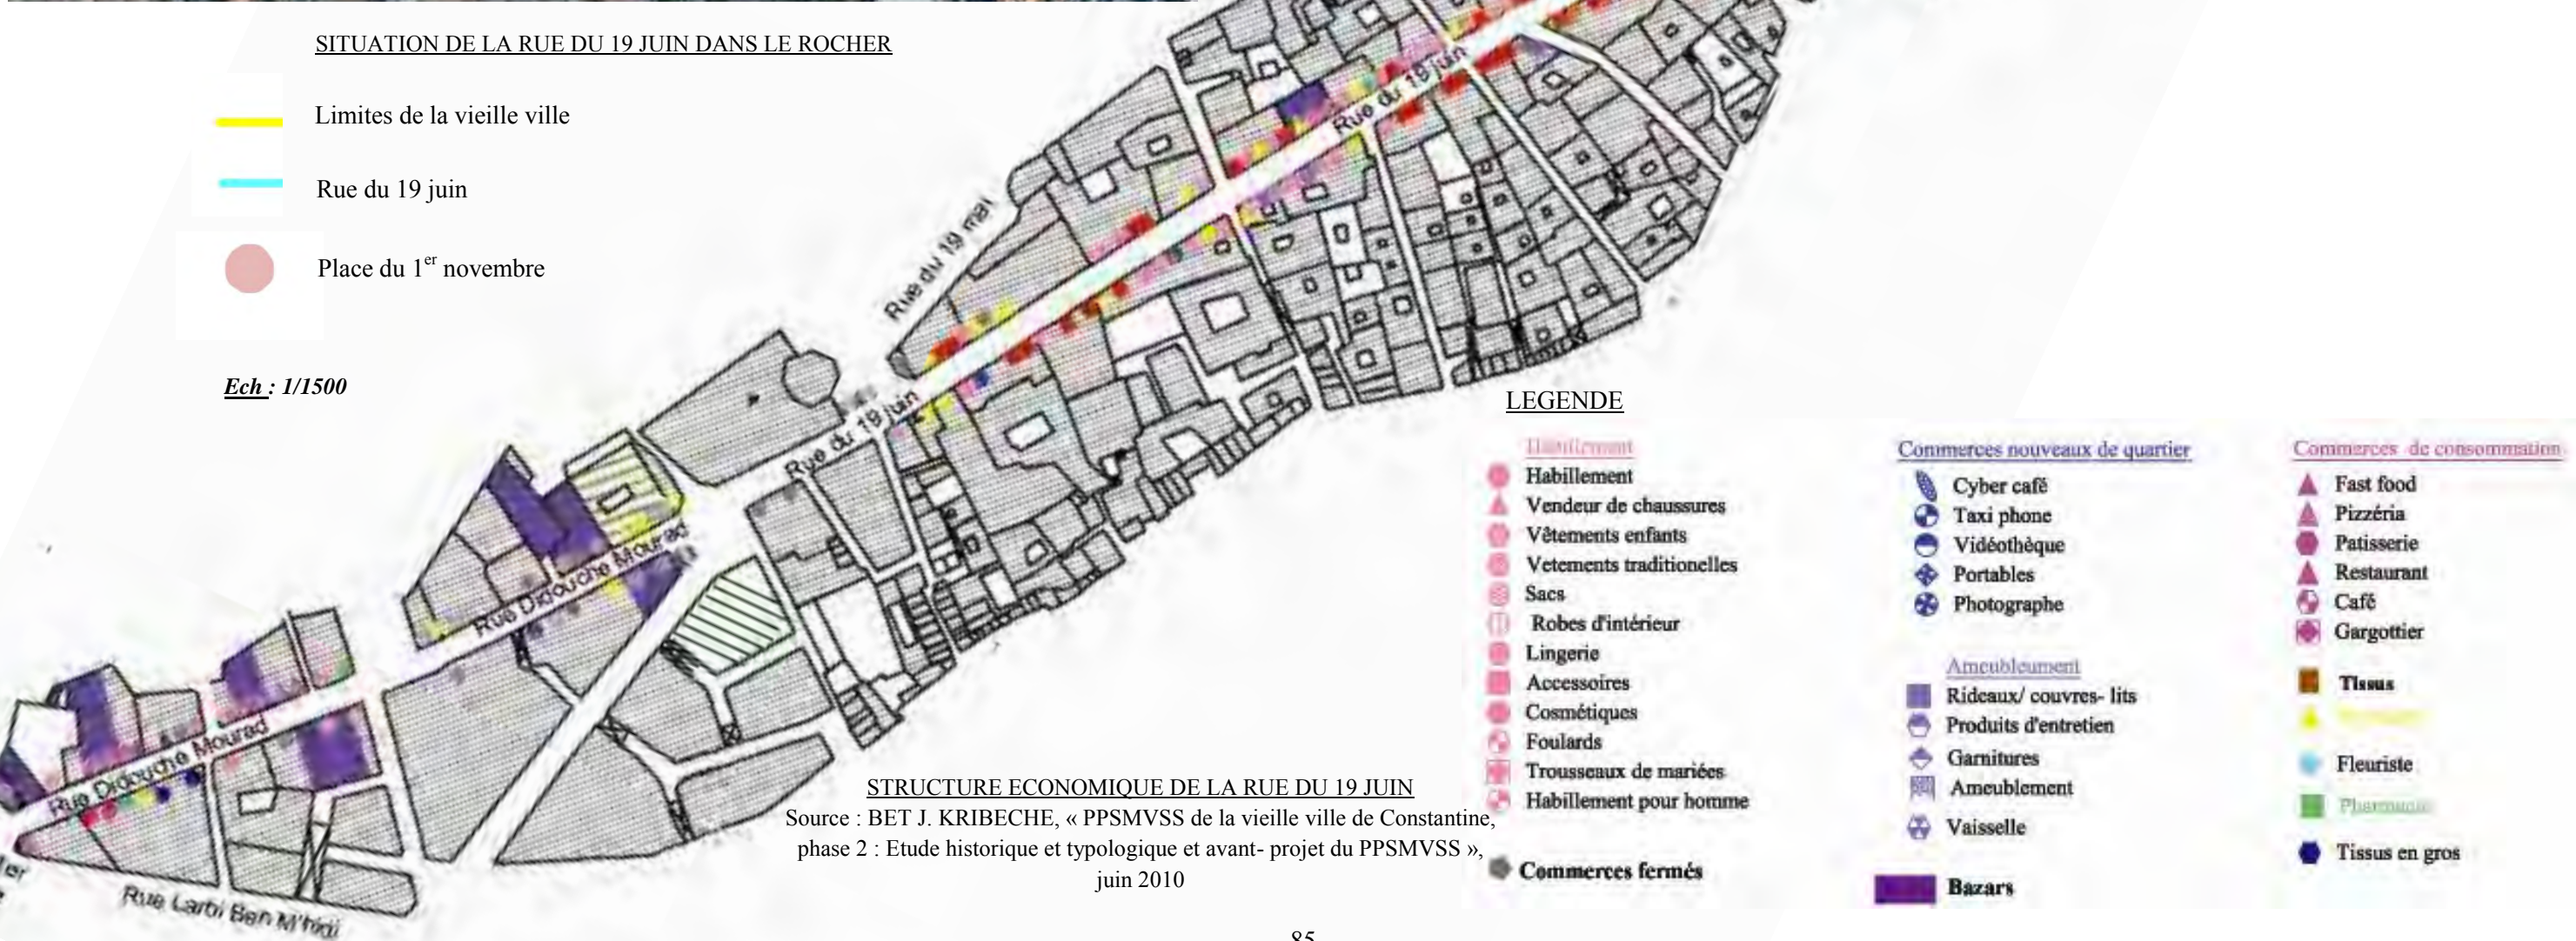 SITUATION DE LA RUE DU 19 JUIN DANS LE ROCHER
Limites de la vieille ville
Rue du 19 juin
Place du 1er novembre
Ech : 1/1500
Rue du 19 juin
Rue du 19 mai
Rue du 19 juin
Rue Didouche Mourad
Rue Didouche Mourad
Rue Larbi Ben M'hidi
LEGENDE
Habillement
Habillement
Vendeur de chaussures
Vêtements enfants
Vetements traditionelles
Sacs
Robes d'intérieur
Lingerie
Accessoires
Cosmétiques
Foulards
Trousseaux de mariées
Habillement pour homme
Commerces fermés
Commerces nouveaux de quartier
Cyber café
Taxi phone
Vidéothèque
Portables
Photographe
Ameubleument
Rideaux/ couvres- lits
Produits d'entretien
Garnitures
Ameublement
Vaisselle
Bazars
Commerces de consommation
Fast food
Pizzéria
Patisserie
Restaurant
Café
Gargottier
Tissus
Fleuriste
Pharmacie
Tissus en gros
STRUCTURE ECONOMIQUE DE LA RUE DU 19 JUIN
Source : BET J. KRIBECHE, « PPSMVSS de la vieille ville de Constantine,
phase 2 : Etude historique et typologique et avant- projet du PPSMVSS »,
juin 2010
85